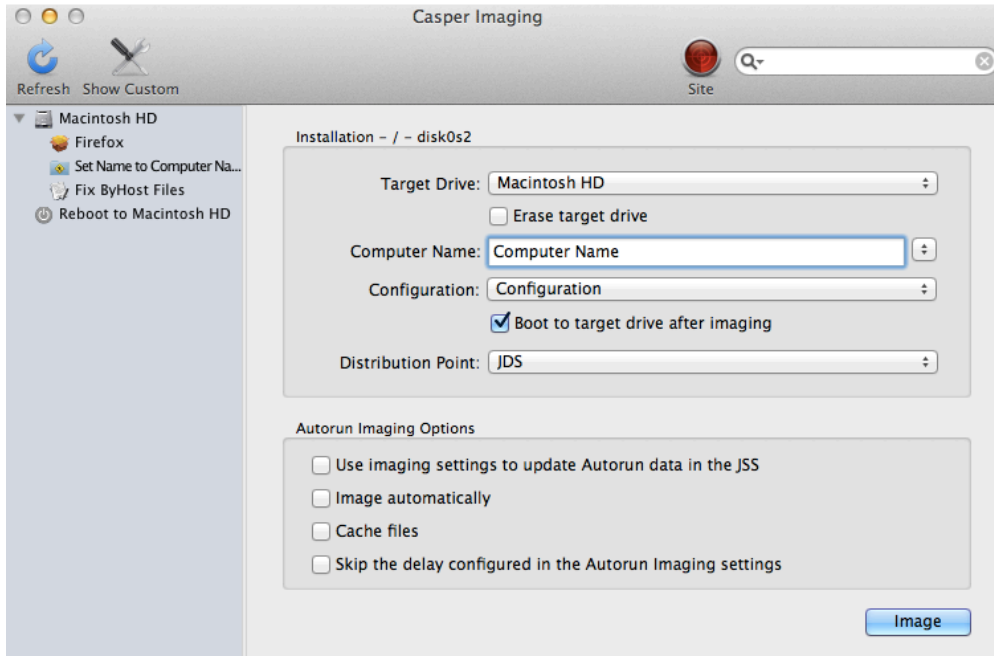 Casper Imaging
Refresh Show Custom
Site
Macintosh HD
Firefox
Set Name to Computer Na...
Fix ByHost Files
Reboot to Macintosh HD
Installation - / - disk0s2
Target Drive: Macintosh HD
Erase target drive
Computer Name: Computer Name
Configuration: Configuration
Boot to target drive after imaging
Distribution Point: JDS
Autorun Imaging Options
Use imaging settings to update Autorun data in the JSS
Image automatically
Cache files
Skip the delay configured in the Autorun Imaging settings
Image